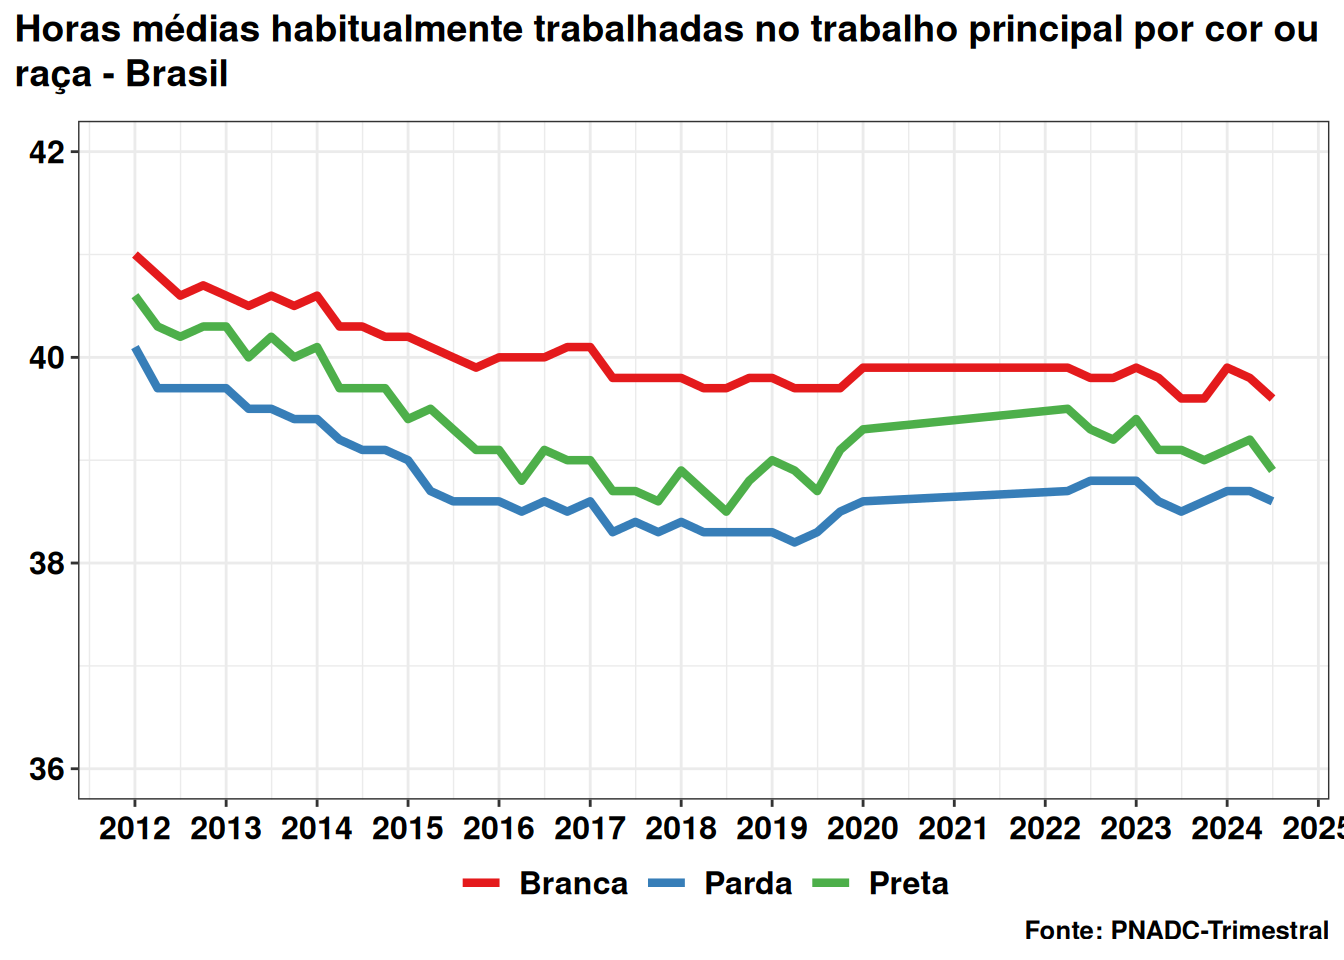 Horas médias habitualmente trabalhadas no trabalho principal por cor ou
raça - Brasil
42
40
38
36
2012 2013 2014 2015 2016 2017 2018 2019 2020 2021 2022 2023 2024 2025
Branca Parda Preta
Fonte: PNADC-Trimestral